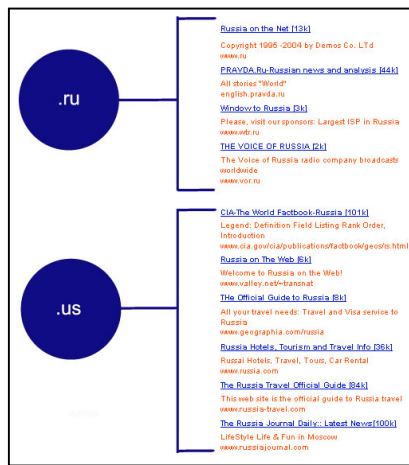 .ru
Russia on the Net [13k]
Copyright 1995 -2004 by Demos Co. LTd
www.ru
PRAVDA.Ru-Russian news and analysis [44k]
All stories "World"
english.pravda.ru
Window to Russia [3k]
Please, visit our sponsors: Largest ISP in Russia
www.wtr.ru
THE VOICE OF RUSSIA [2k]
The Voice of Russia radio company broadcasts
worldwide
www.vor.ru
.us
CIA-The World Factbook-Russia [101k]
Legend: Definition Field Listing Rank Order,
Introduction
www.cia.gov/cia/publications/factbook/geos/rs.html
Russia on The Web [6k]
Welcome to Russia on the Web!
www.valley.net/~transnat
THe Official Guide to Russia [8k]
All your travel needs: Travel and Visa service to
Russia
www.geographia.com/russia
Russia Hotels, Tourism and Travel Info [36k]
Russai Hotels, Travel, Tours, Car Rental
www.russia.com
The Russia Travel Official Guide [84k]
This web site is the official guide to Russia travel
www.russia-travel.com
The Russia Journal Daily:: Latest News[100k]
LifeStyle Life & Fun in Moscow
www.russiajournal.com